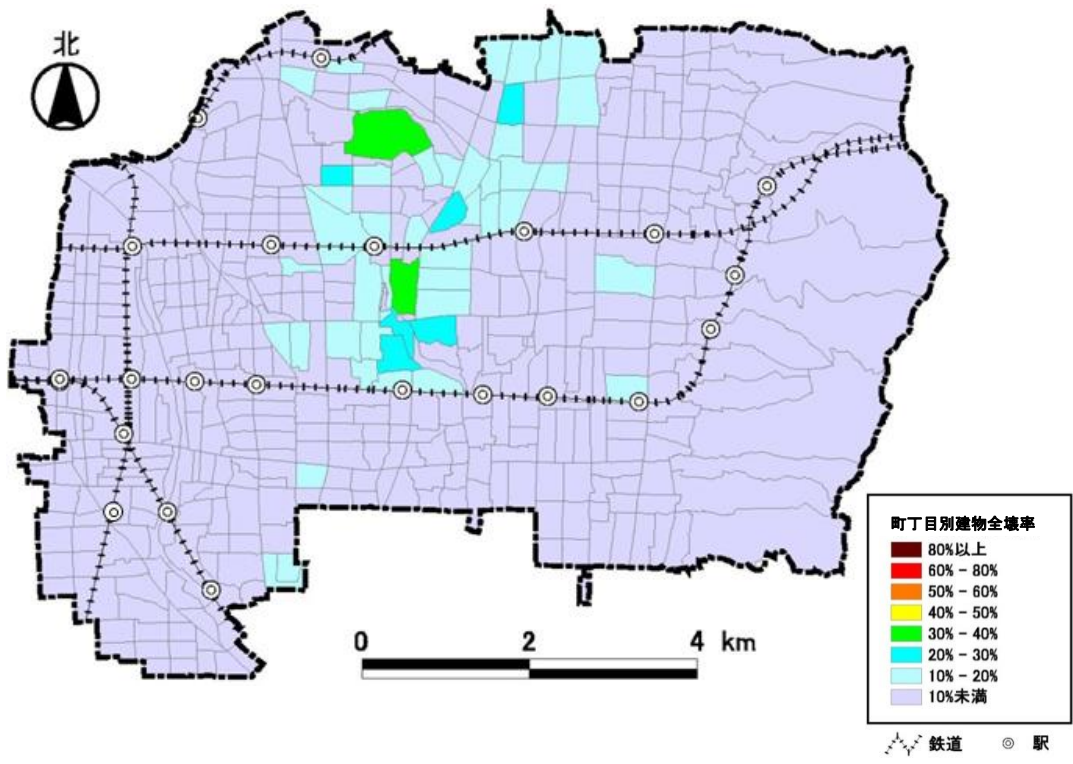 北
0 2 4 km
町丁目別建物全壊率
80%以上
60% - 80%
50% - 60%
40% - 50%
30% - 40%
20% - 30%
10% - 20%
10%未満
鉄道 駅